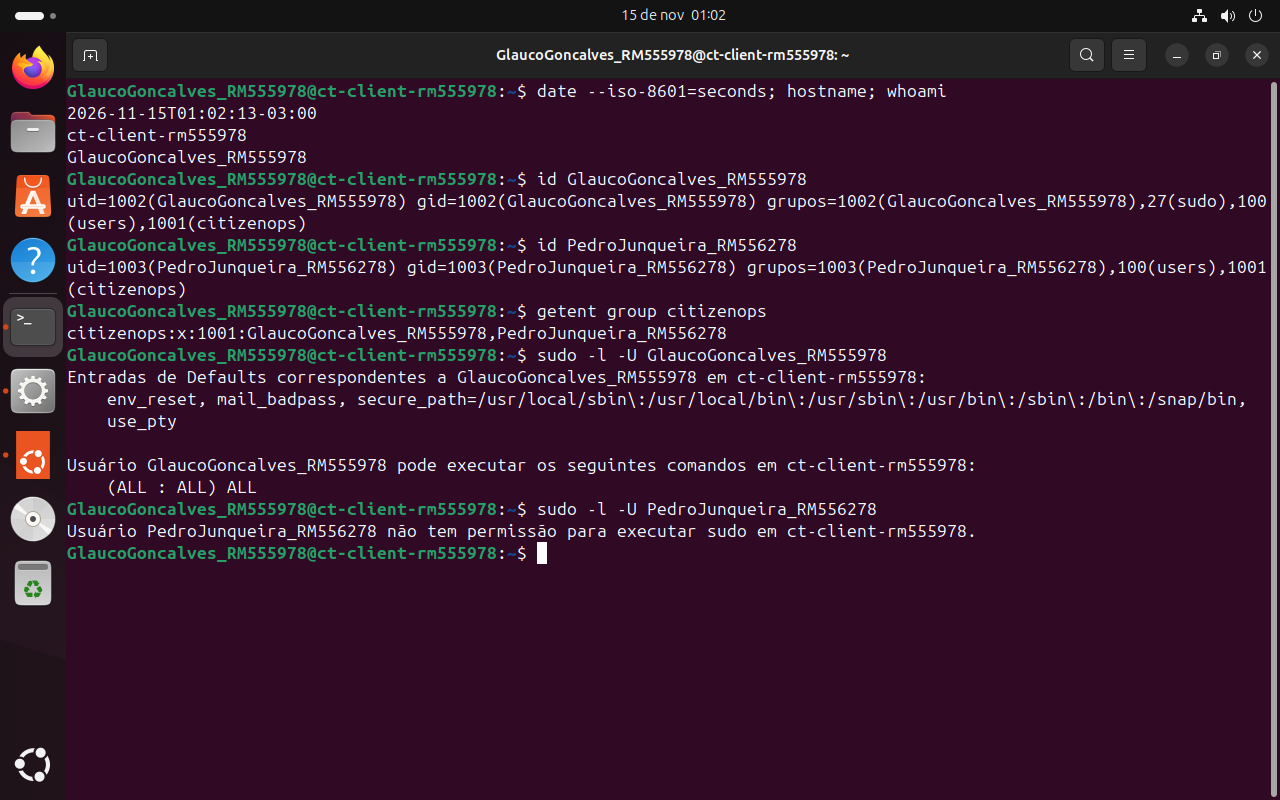 15 de nov 01:02
GlaucoGoncalves_RM555978@ct-client-rm555978: ~
GlaucoGoncalves_RM555978@ct-client-rm555978:~$ date --iso-8601=seconds; hostname; whoami
2026-11-15T01:02:13-03:00
ct-client-rm555978
GlaucoGoncalves_RM555978
GlaucoGoncalves_RM555978@ct-client-rm555978:~$ id GlaucoGoncalves_RM555978
uid=1002(GlaucoGoncalves_RM555978) gid=1002(GlaucoGoncalves_RM555978) grupos=1002(GlaucoGoncalves_RM555978),27(sudo),100
(users),1001(citizenops)
GlaucoGoncalves_RM555978@ct-client-rm555978:~$ id PedroJunqueira_RM556278
uid=1003(PedroJunqueira_RM556278) gid=1003(PedroJunqueira_RM556278) grupos=1003(PedroJunqueira_RM556278),100(users),1001
(citizenops)
GlaucoGoncalves_RM555978@ct-client-rm555978:~$ getent group citizenops
citizenops:x:1001:GlaucoGoncalves_RM555978,PedroJunqueira_RM556278
GlaucoGoncalves_RM555978@ct-client-rm555978:~$ sudo -l -U GlaucoGoncalves_RM555978
Entradas de Defaults correspondentes a GlaucoGoncalves_RM555978 em ct-client-rm555978:
    env_reset, mail_badpass, secure_path=/usr/local/sbin\:/usr/local/bin\:/usr/sbin\:/usr/bin\:/sbin\:/bin\:/snap/bin,
    use_pty
Usuário GlaucoGoncalves_RM555978 pode executar os seguintes comandos em ct-client-rm555978:
    (ALL : ALL) ALL
GlaucoGoncalves_RM555978@ct-client-rm555978:~$ sudo -l -U PedroJunqueira_RM556278
Usuário PedroJunqueira_RM556278 não tem permissão para executar sudo em ct-client-rm555978.
GlaucoGoncalves_RM555978@ct-client-rm555978:~$